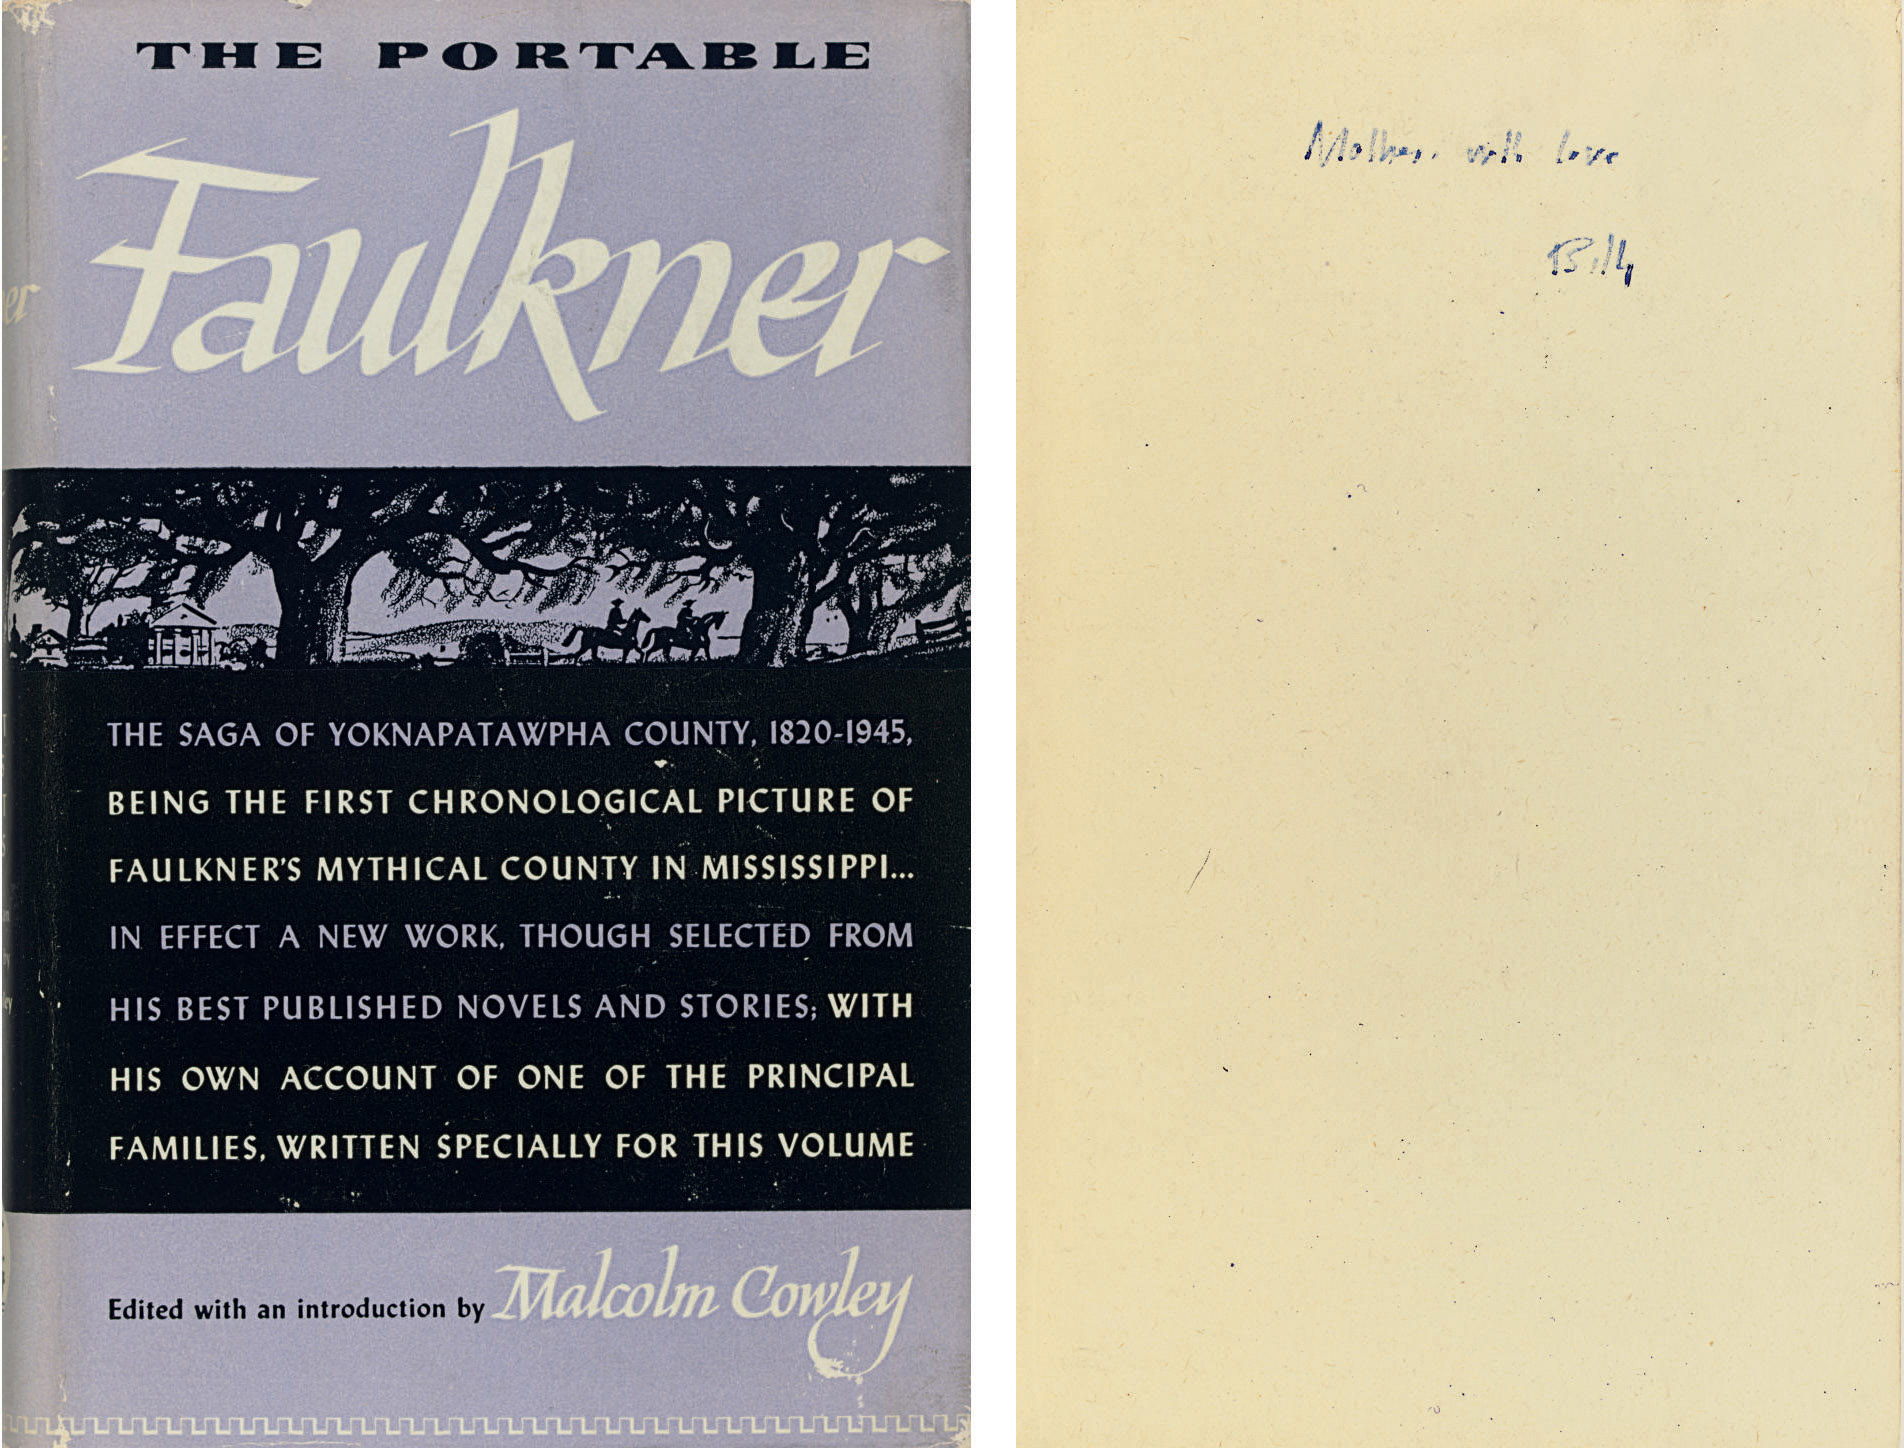 THE PORTABLE
Faulkner
THE SAGA OF YOKNAPATAWPHA COUNTY, 1820-1945,
BEING THE FIRST CHRONOLOGICAL PICTURE OF
FAULKNER'S MYTHICAL COUNTY IN MISSISSIPPI...
IN EFFECT A NEW WORK, THOUGH SELECTED FROM
HIS BEST PUBLISHED NOVELS AND STORIES; WITH
HIS OWN ACCOUNT OF ONE OF THE PRINCIPAL
FAMILIES, WRITTEN SPECIALLY FOR THIS VOLUME
Edited with an introduction by Malcolm Cowley
Mother. with love
Billy